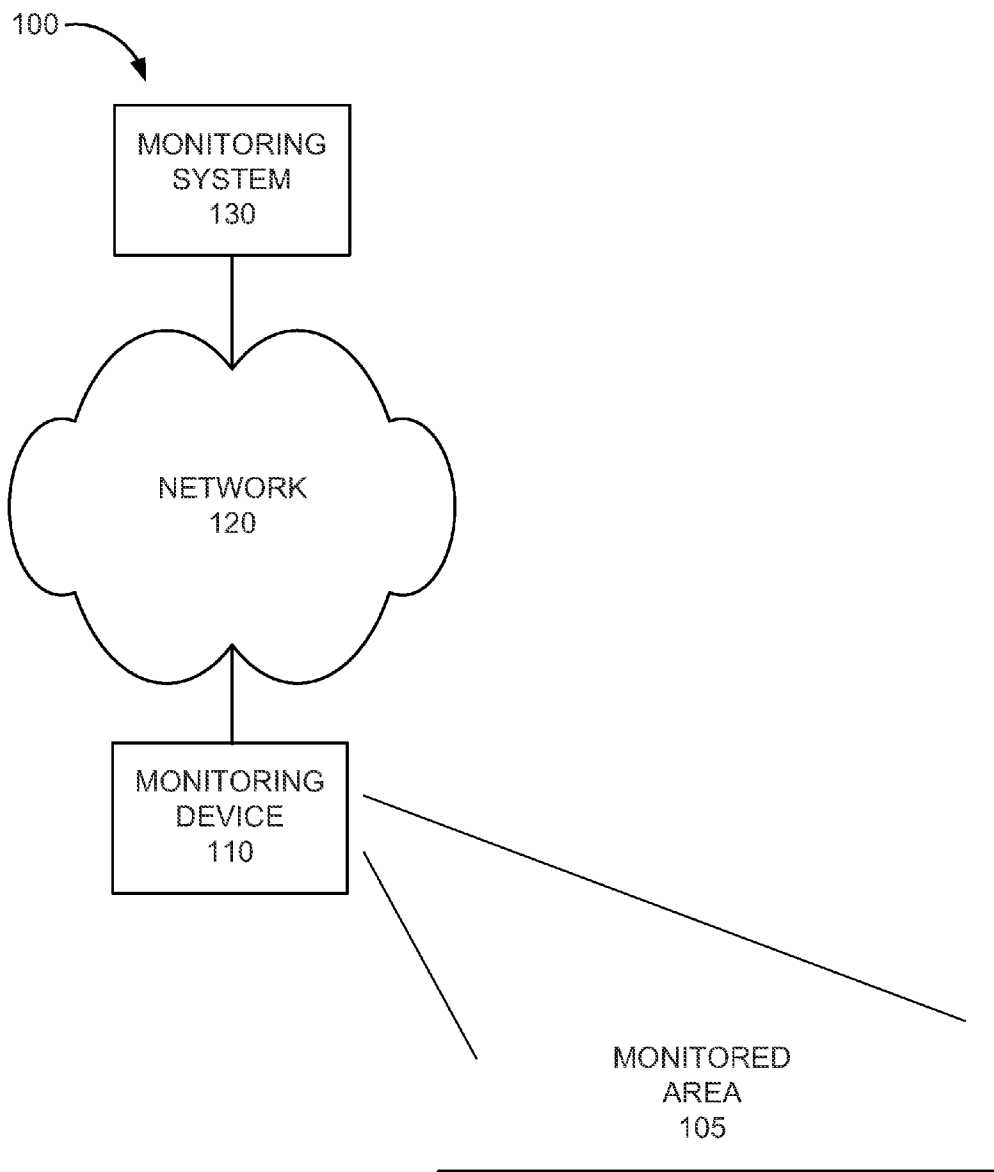 100
MONITORING
SYSTEM
130
NETWORK
120
MONITORING
DEVICE
110
MONITORED
AREA
105